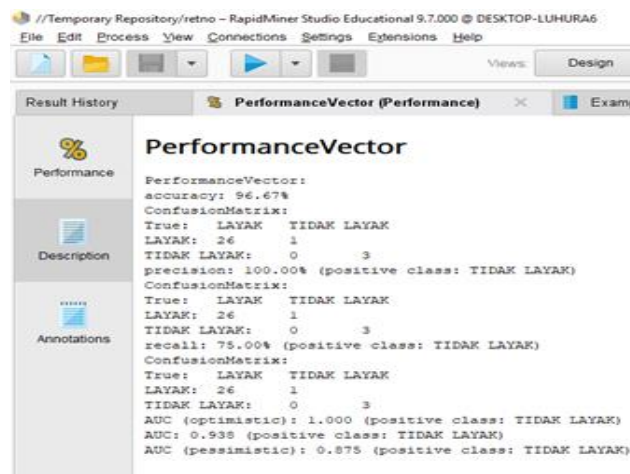 //Temporary Repository/retno – RapidMiner Studio Educational 9.7.000 @ DESKTOP-LUHURA6
File Edit Process View Connections Settings Extensions Help
Views: Design
Result History PerformanceVector (Performance) Exam
Performance
Description
Annotations
PerformanceVector
PerformanceVector:
accuracy: 96.67%
ConfusionMatrix:
True: LAYAK TIDAK LAYAK
LAYAK: 26 1
TIDAK LAYAK: 0 3
precision: 100.00% (positive class: TIDAK LAYAK)
ConfusionMatrix:
True: LAYAK TIDAK LAYAK
LAYAK: 26 1
TIDAK LAYAK: 0 3
recall: 75.00% (positive class: TIDAK LAYAK)
ConfusionMatrix:
True: LAYAK TIDAK LAYAK
LAYAK: 26 1
TIDAK LAYAK: 0 3
AUC (optimistic): 1.000 (positive class: TIDAK LAYAK)
AUC: 0.938 (positive class: TIDAK LAYAK)
AUC (pessimistic): 0.875 (positive class: TIDAK LAYAK)